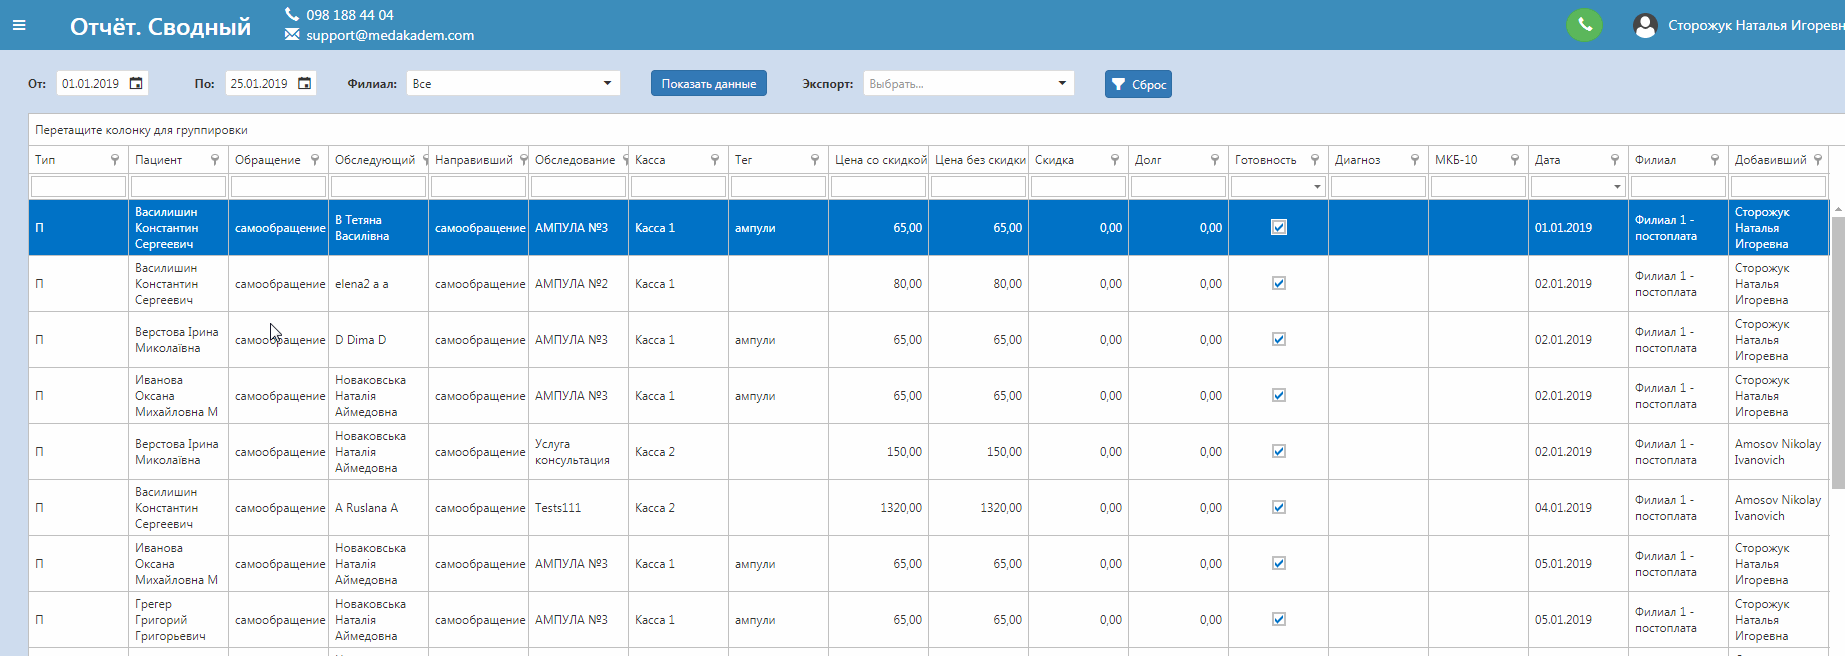 Отчёт. Сводный
098 188 44 04
support@medakadem.com
Сторожук Наталья Игоревн
От: 01.01.2019 По: 25.01.2019 Филиал: Все Показать данные Экспорт: Выбрать... Сброс
Перетащите колонку для группировки
Тип Пациент Обращение Обследующий Направивший Обследование Касса Тег Цена со скидкой Цена без скидки Скидка Долг Готовность Диагноз МКБ-10 Дата Филиал Добавивший
П Василишин Константин Сергеевич самообращение В Тетяна Василівна самообращение АМПУЛА №3 Касса 1 ампули 65,00 65,00 0,00 0,00 01.01.2019 Филиал 1 - постоплата Сторожук Наталья Игоревна
П Василишин Константин Сергеевич самообращение elena2 a a самообращение АМПУЛА №2 Касса 1 80,00 80,00 0,00 0,00 02.01.2019 Филиал 1 - постоплата Сторожук Наталья Игоревна
П Верстова Ірина Миколаївна самообращение D Dima D самообращение АМПУЛА №3 Касса 1 ампули 65,00 65,00 0,00 0,00 02.01.2019 Филиал 1 - постоплата Сторожук Наталья Игоревна
П Иванова Оксана Михайловна М самообращение Новаковська Наталія Аймедовна самообращение АМПУЛА №3 Касса 1 ампули 65,00 65,00 0,00 0,00 02.01.2019 Филиал 1 - постоплата Сторожук Наталья Игоревна
П Верстова Ірина Миколаївна самообращение Новаковська Наталія Аймедовна самообращение Услуга консультация Касса 2 150,00 150,00 0,00 0,00 02.01.2019 Филиал 1 - постоплата Amosov Nikolay Ivanovich
П Василишин Константин Сергеевич самообращение A Ruslana A самообращение Tests111 Касса 2 1320,00 1320,00 0,00 0,00 04.01.2019 Филиал 1 - постоплата Amosov Nikolay Ivanovich
П Иванова Оксана Михайловна М самообращение Новаковська Наталія Аймедовна самообращение АМПУЛА №3 Касса 1 ампули 65,00 65,00 0,00 0,00 05.01.2019 Филиал 1 - постоплата Сторожук Наталья Игоревна
П Грегер Григорий Григорьевич самообращение Новаковська Наталія Аймедовна самообращение АМПУЛА №3 Касса 1 ампули 65,00 65,00 0,00 0,00 05.01.2019 Филиал 1 - постоплата Сторожук Наталья Игоревна